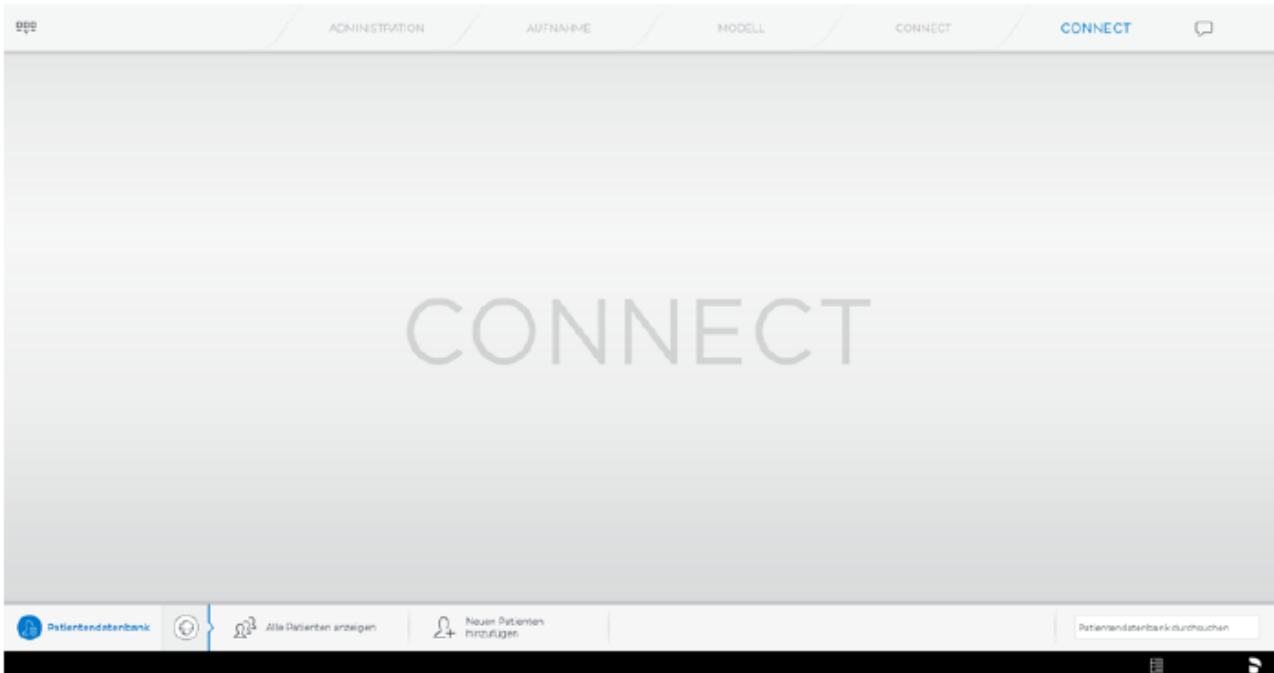 ADMINISTRATION
AUFNAHME
MODELL
CONNECT
CONNECT
CONNECT
Patientendatenbank
Alle Patienten anzeigen
Neuen Patienten
hinzufügen
Patientendatenbank durchsuchen